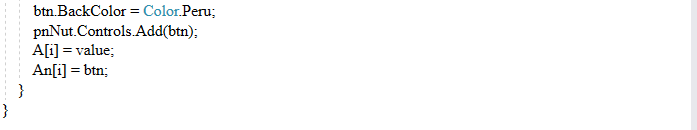 btn.BackColor = Color.Peru;
pnNut.Controls.Add(btn);
A[i] = value;
An[i] = btn;
}
}